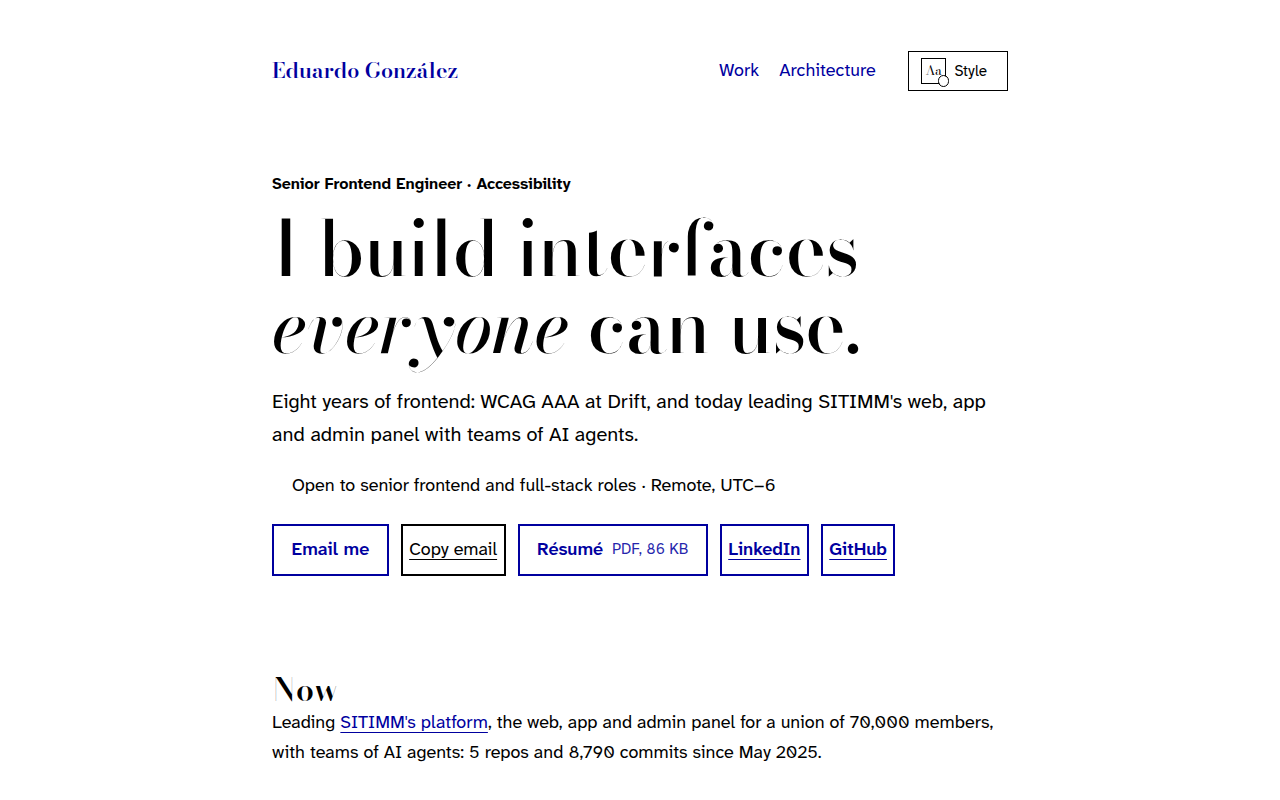 Eduardo González
Work Architecture Aa Style
Senior Frontend Engineer · Accessibility
I build interfaces
everyone can use.
Eight years of frontend: WCAG AAA at Drift, and today leading SITIMM's web, app
and admin panel with teams of AI agents.
Open to senior frontend and full-stack roles · Remote, UTC−6
Email me Copy email Résumé PDF, 86 KB LinkedIn GitHub
Now
Leading SITIMM's platform, the web, app and admin panel for a union of 70,000 members,
with teams of AI agents: 5 repos and 8,790 commits since May 2025.